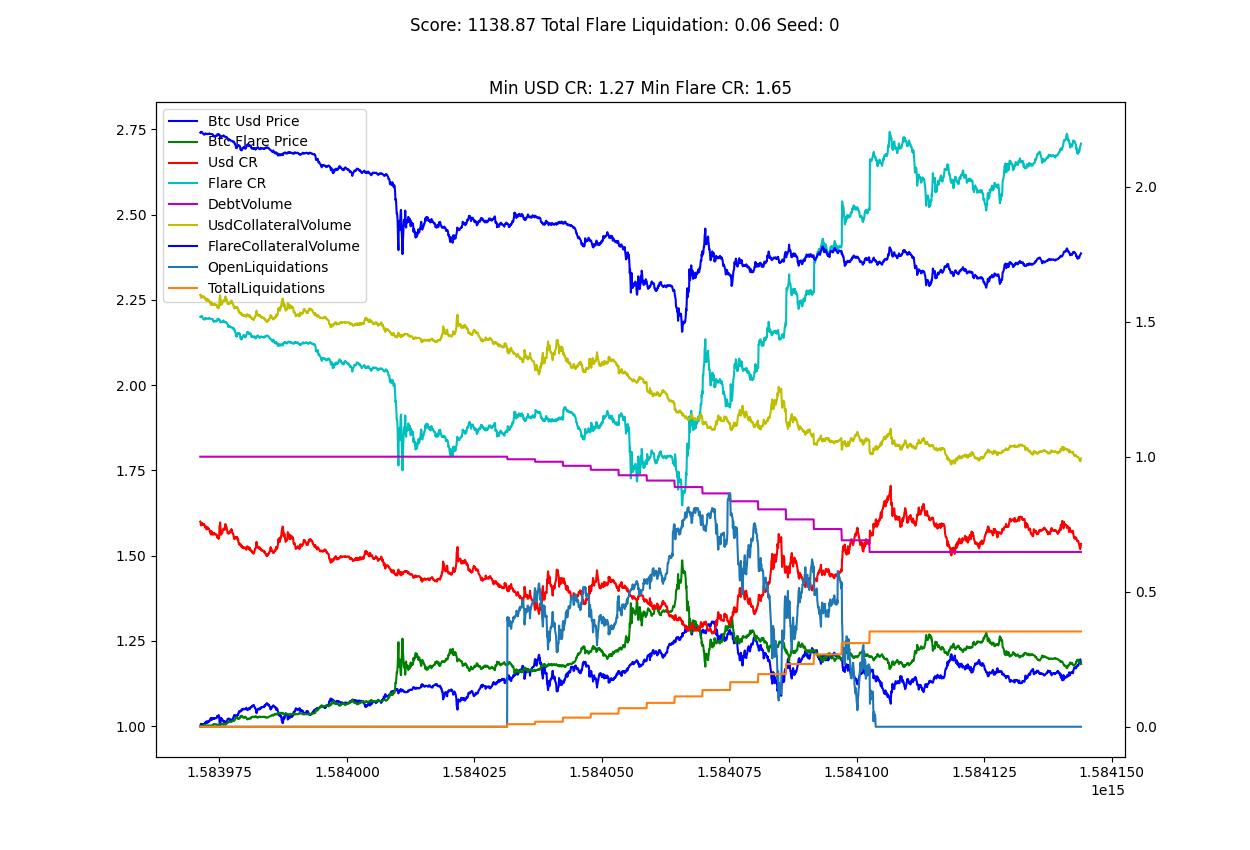 Score: 1138.87 Total Flare Liquidation: 0.06 Seed: 0
Min USD CR: 1.27 Min Flare CR: 1.65
Btc Usd Price
Btc Flare Price
Usd CR
Flare CR
DebtVolume
UsdCollateralVolume
FlareCollateralVolume
OpenLiquidations
TotalLiquidations
2.75
2.50
2.25
2.00
1.75
1.50
1.25
1.00
2.0
1.5
1.0
0.5
0.0
1.583975 1.584000 1.584025 1.584050 1.584075 1.584100 1.584125 1.584150
1e15